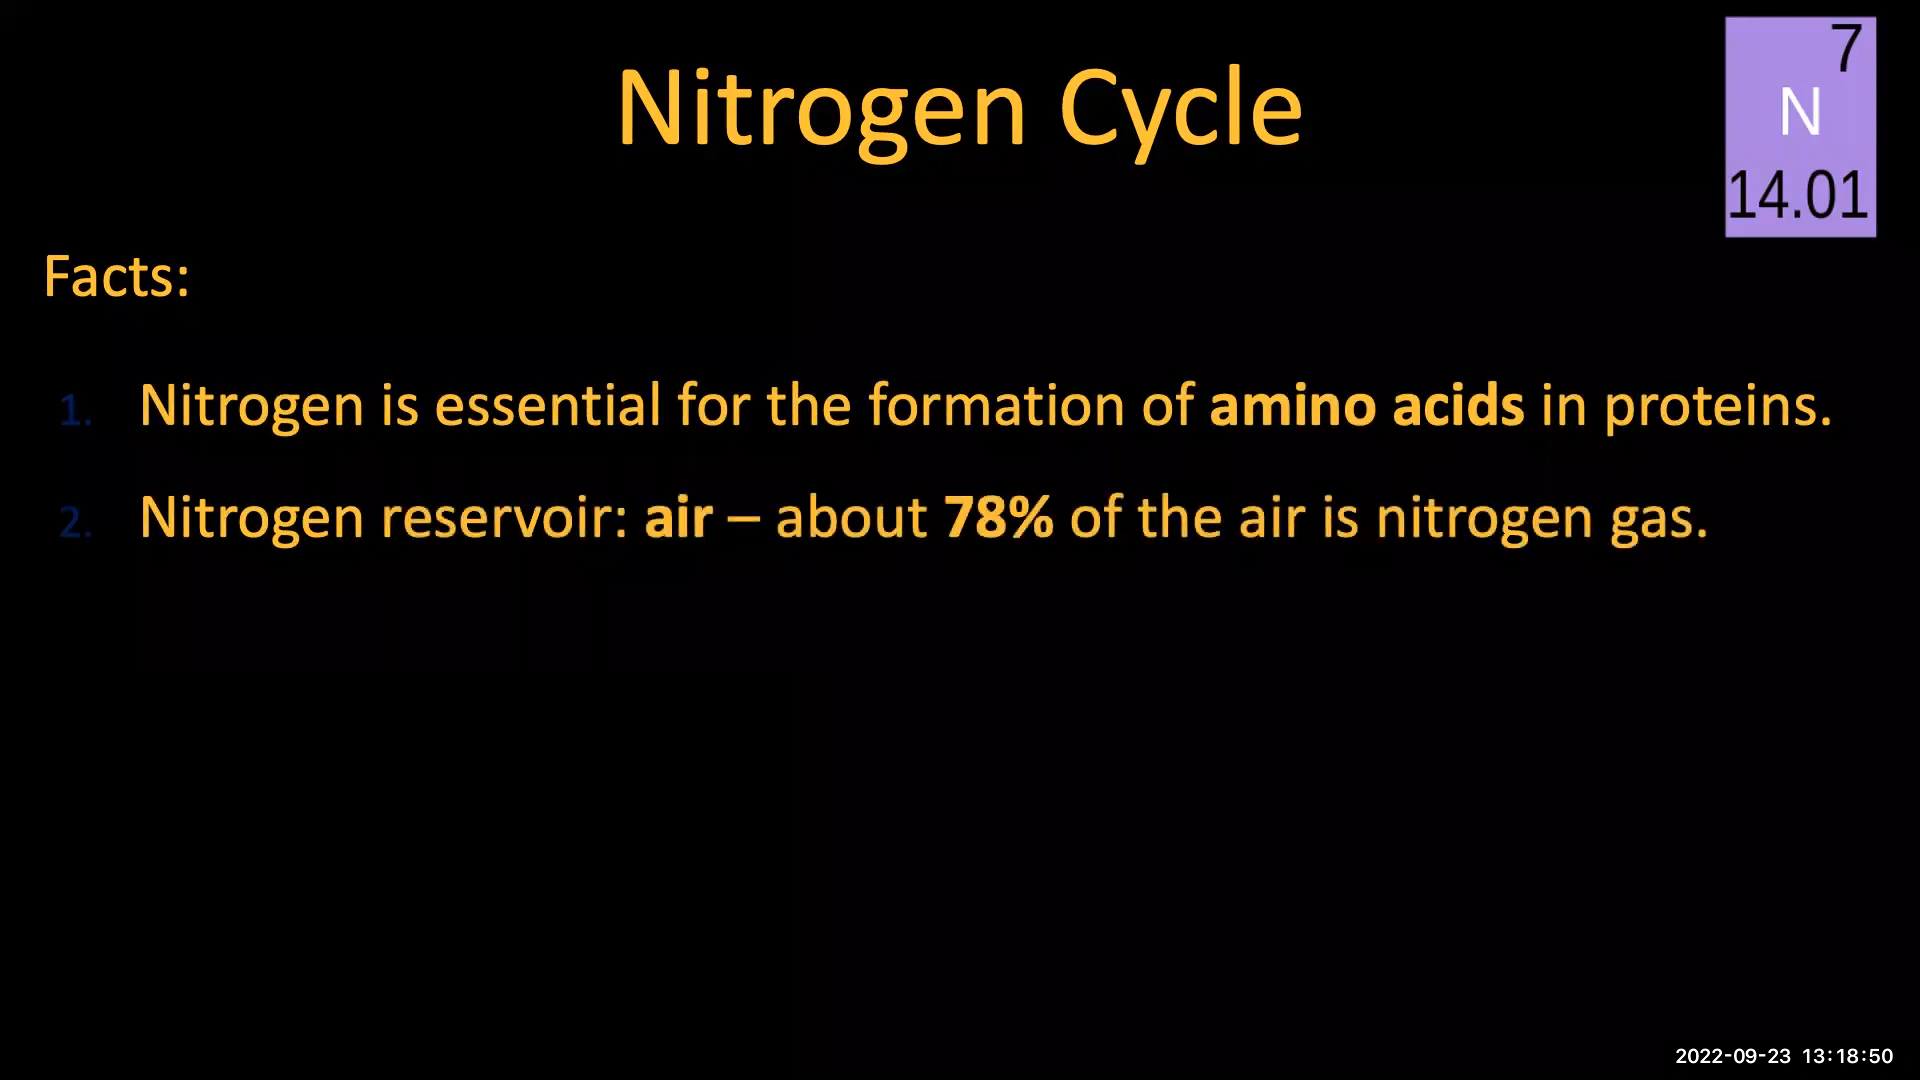 Nitrogen Cycle
7
N
14.01
Facts:
1. Nitrogen is essential for the formation of amino acids in proteins.
2. Nitrogen reservoir: air – about 78% of the air is nitrogen gas.
2022-09-23 13:18:50